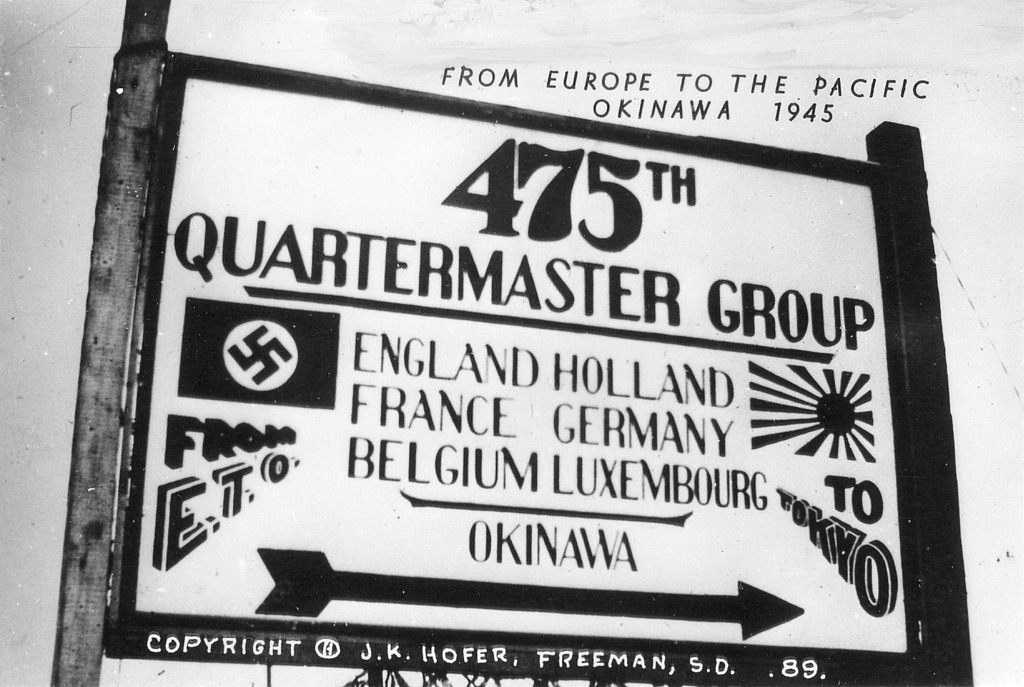 FROM EUROPE TO THE PACIFIC
OKINAWA 1945
475TH
QUARTERMASTER GROUP
ENGLAND HOLLAND
FRANCE GERMANY
BELGIUM LUXEMBOURG
OKINAWA
FROM
E.T.O.
TO
TOKYO
COPYRIGHT Ⓗ J.K. HOFER, FREEMAN, S.D. .89.